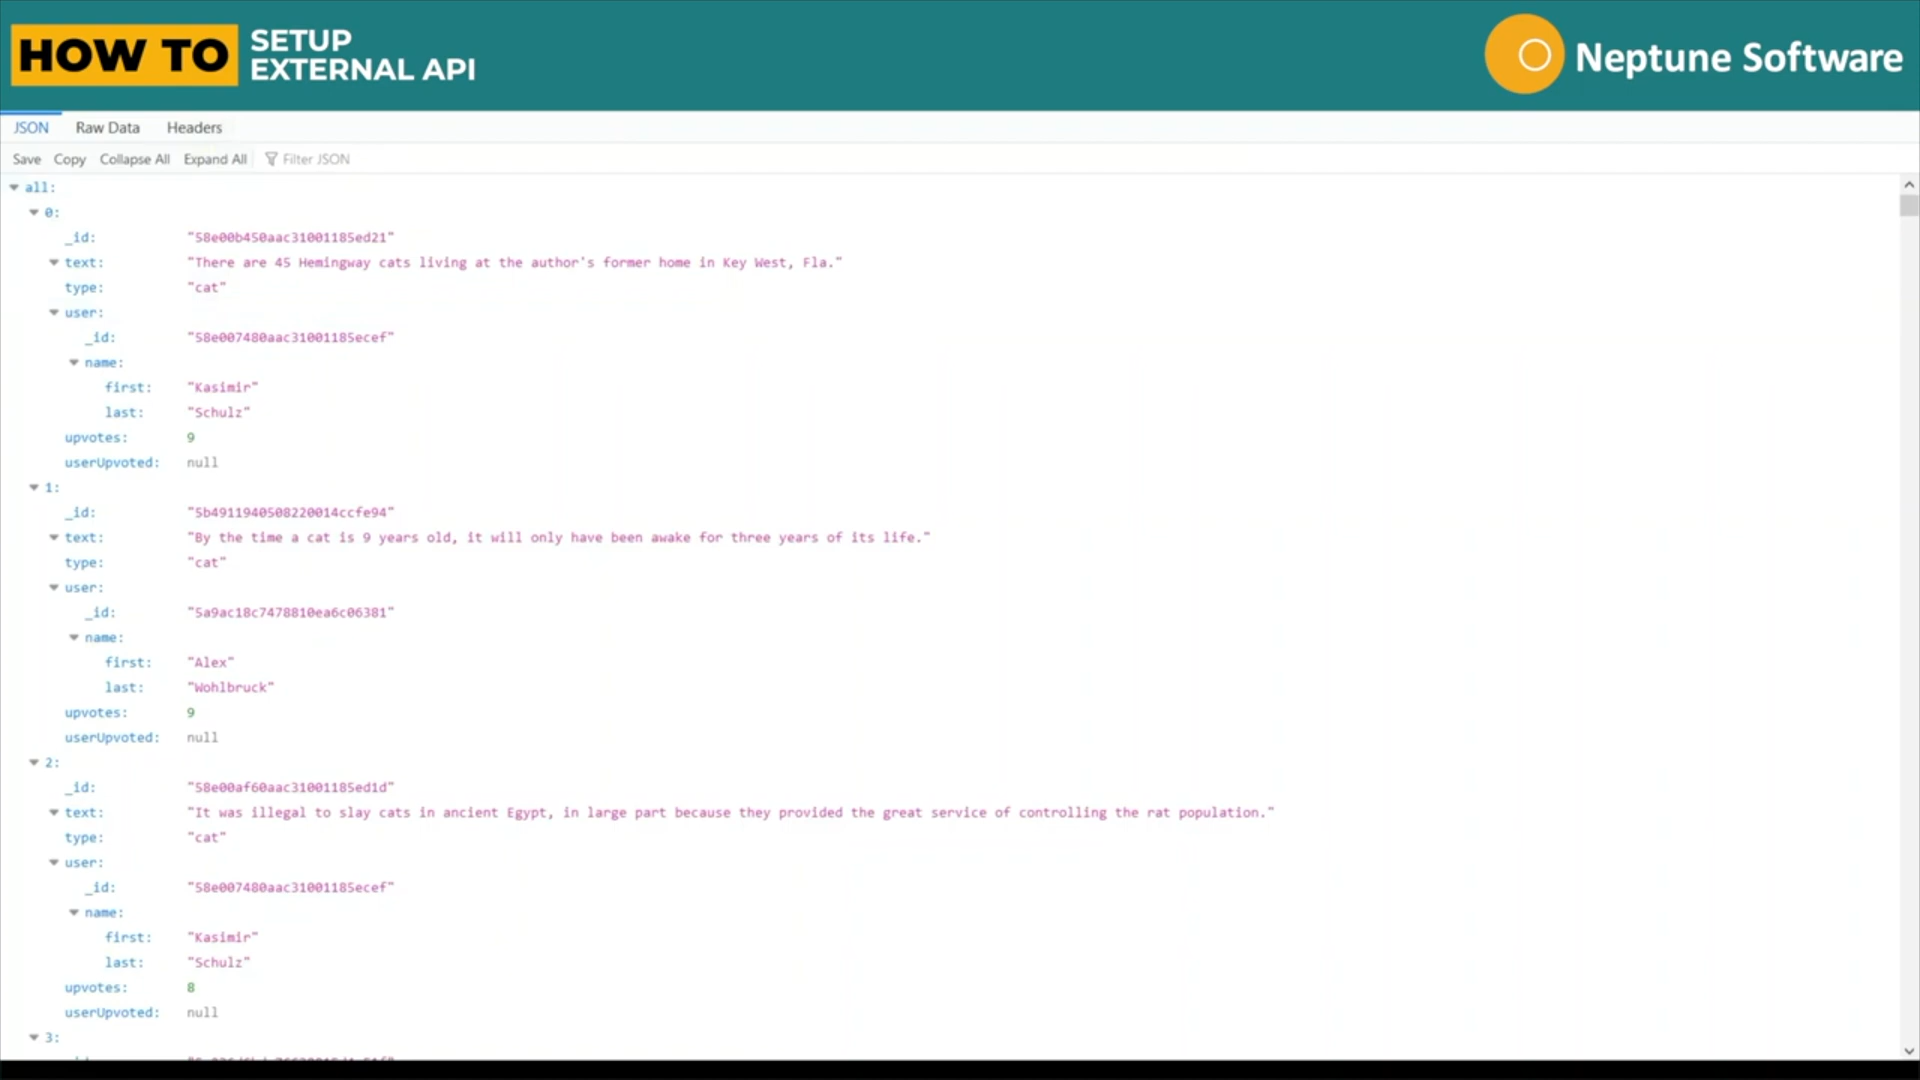 HOW TO
SETUP
EXTERNAL API
Neptune Software
JSON Raw Data Headers
Save Copy Collapse All Expand All Filter JSON
all:
0:
_id: "58e00b450aac31001185ed21"
text: "There are 45 Hemingway cats living at the author's former home in Key West, Fla."
type: "cat"
user:
_id: "58e007480aac31001185ecef"
name:
first: "Kasimir"
last: "Schulz"
upvotes: 9
userUpvoted: null
1:
_id: "5b4911940508220014ccfe94"
text: "By the time a cat is 9 years old, it will only have been awake for three years of its life."
type: "cat"
user:
_id: "5a9ac18c7478810ea6c06381"
name:
first: "Alex"
last: "Wohlbruck"
upvotes: 9
userUpvoted: null
2:
_id: "58e00af60aac31001185ed1d"
text: "It was illegal to slay cats in ancient Egypt, in large part because they provided the great service of controlling the rat population."
type: "cat"
user:
_id: "58e007480aac31001185ecef"
name:
first: "Kasimir"
last: "Schulz"
upvotes: 8
userUpvoted: null
3: